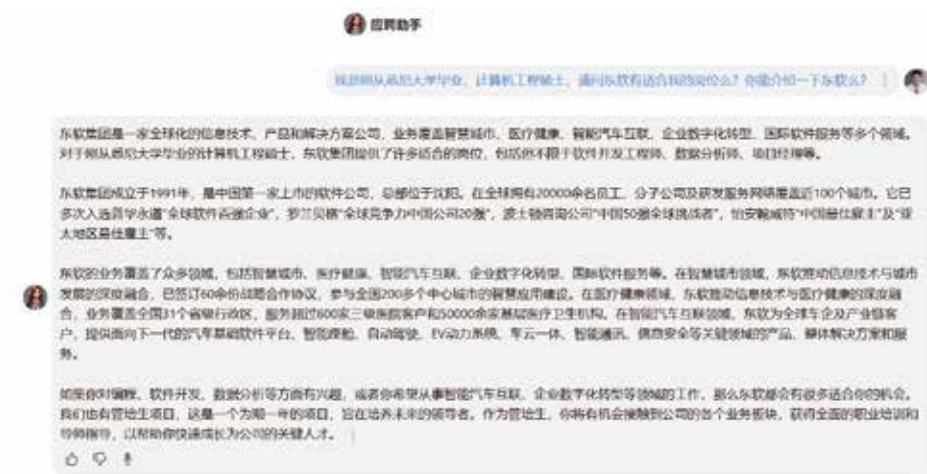 应聘助手
我是刚从悉尼大学毕业，计算机工程硕士，请问东软有适合我的岗位么？你能介绍一下东软么？
东软集团是一家全球化的信息技术、产品和解决方案公司，业务覆盖智慧城市、医疗健康、智能汽车互联、企业数字化转型、国际软件服务等多个领域。
对于刚从悉尼大学毕业的计算机工程硕士，东软集团提供了许多适合的岗位，包括但不限于软件开发工程师、数据分析师、项目经理等。
东软集团成立于1991年，是中国第一家上市的软件公司，总部位于沈阳。在全球拥有20000余名员工，分子公司及研发服务网络覆盖近100个城市。它已
多次入选普华永道“全球软件百强企业”，罗兰贝格“全球竞争力中国公司20强”，波士顿咨询公司“中国50强全球挑战者”，怡安翰威特“中国最佳雇主”及“亚
太地区最佳雇主”等。
东软的业务覆盖了众多领域，包括智慧城市、医疗健康、智能汽车互联、企业数字化转型、国际软件服务等。在智慧城市领域，东软推动信息技术与城市
发展的深度融合，已签订60余份战略合作协议，参与全国200多个中心城市的智慧应用建设。在医疗健康领域，东软推动信息技术与医疗健康的深度融
合，业务覆盖全国31个省级行政区，服务超过600家三级医院客户和50000余家基层医疗卫生机构。在智能汽车互联领域，东软为全球车企及产业链客
户，提供面向下一代的汽车基础软件平台、智能座舱、自动驾驶、EV动力系统、车云一体、智能通讯、信息安全等关键领域的产品、整体解决方案和服
务。
如果你对编程、软件开发、数据分析等方面有兴趣，或者你希望从事智能汽车互联、企业数字化转型等领域的工作，那么东软都会有很多适合你的机会。
我们也有管培生项目，这是一个为期一年的项目，旨在培养未来的领导者。作为管培生，你将有机会接触到公司的各个业务板块，获得全面的职业培训和
导师指导，以帮助你快速成长为公司的关键人才。